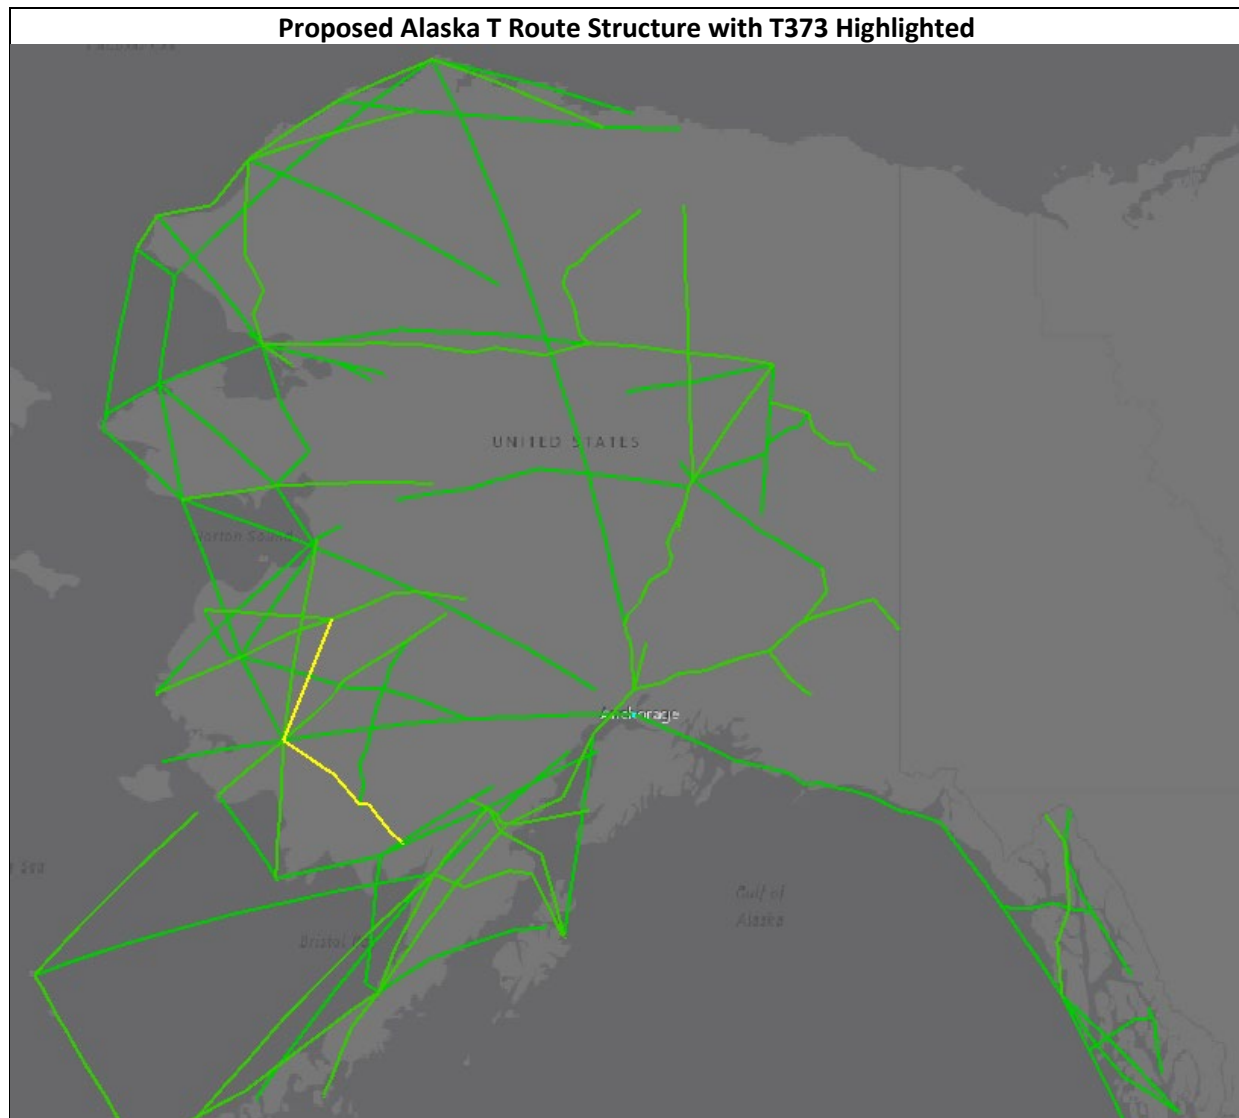 Proposed Alaska T Route Structure with T373 Highlighted
UNITED STATES
Norton Sound
Anchorage
Gulf of
Alaska
Bristol